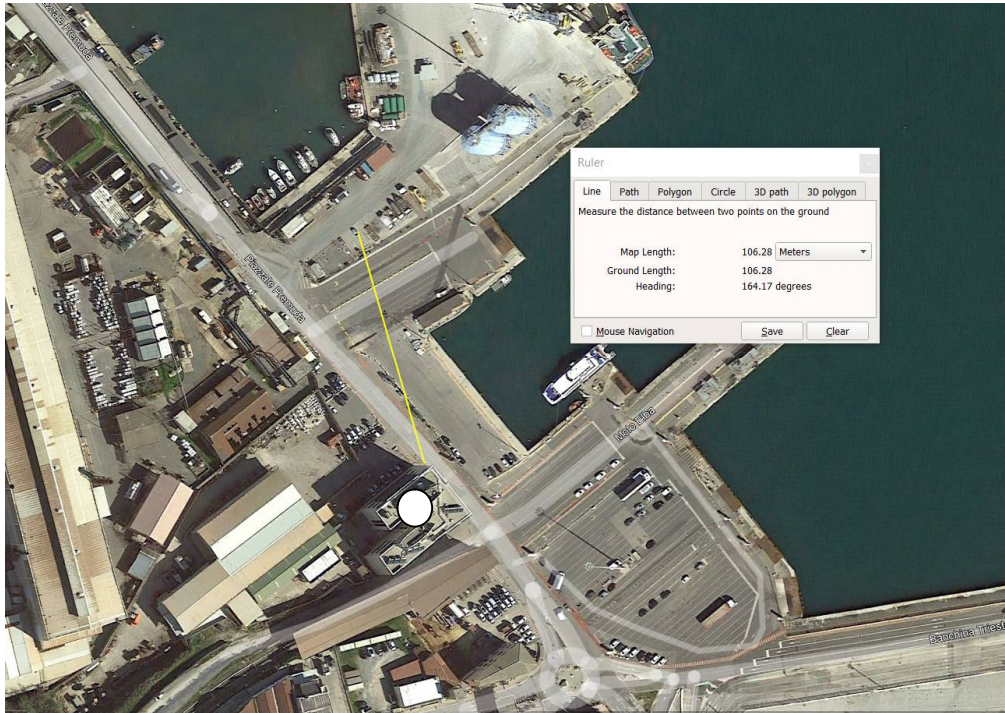 Piazzale Premuda
Ruler
Line Path Polygon Circle 3D path 3D polygon
Measure the distance between two points on the ground
Map Length: 106.28 Meters
Ground Length: 106.28
Heading: 164.17 degrees
Mouse Navigation Save Clear
Piazzale Premuda
Molo Elba
Banchina Triest